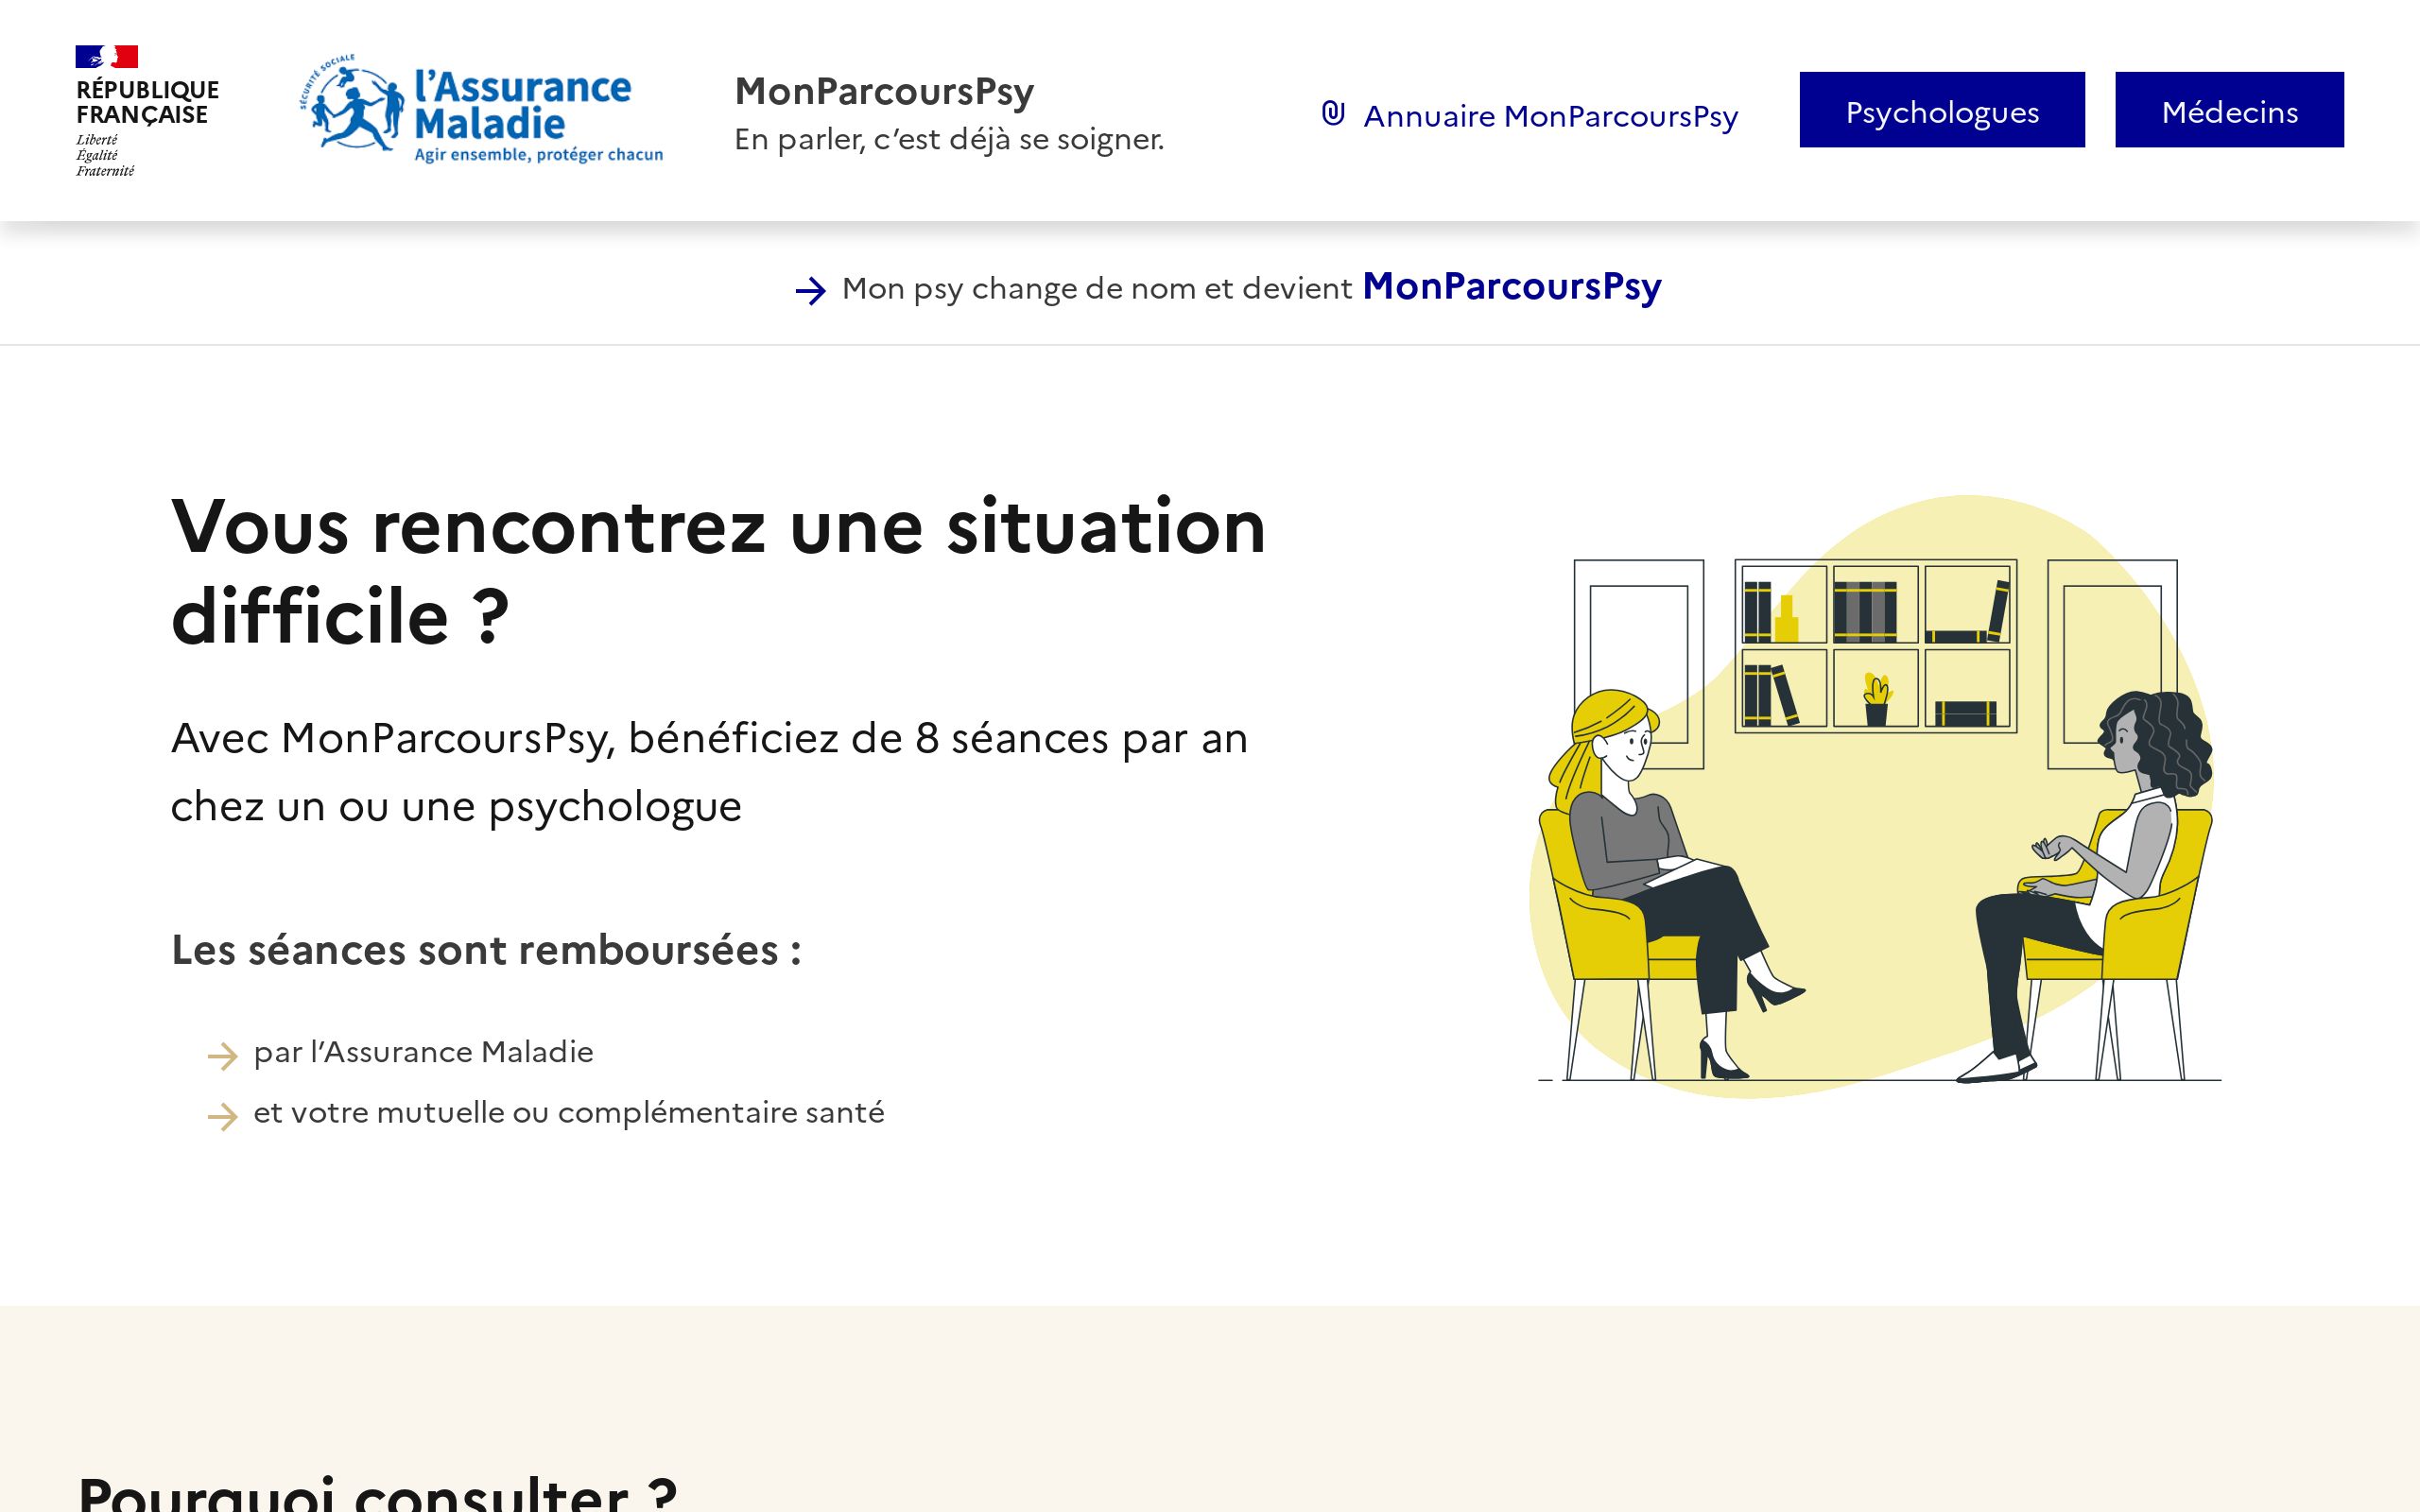 RÉPUBLIQUE
FRANÇAISE
Liberté
Égalité
Fraternité
SÉCURITÉ SOCIALE
l'Assurance
Maladie
Agir ensemble, protéger chacun
MonParcoursPsy
En parler, c’est déjà se soigner.
Annuaire MonParcoursPsy
Psychologues
Médecins
Mon psy change de nom et devient MonParcoursPsy
Vous rencontrez une situation
difficile ?
Avec MonParcoursPsy, bénéficiez de 8 séances par an
chez un ou une psychologue
Les séances sont remboursées :
par l’Assurance Maladie
et votre mutuelle ou complémentaire santé
Pourquoi consulter ?